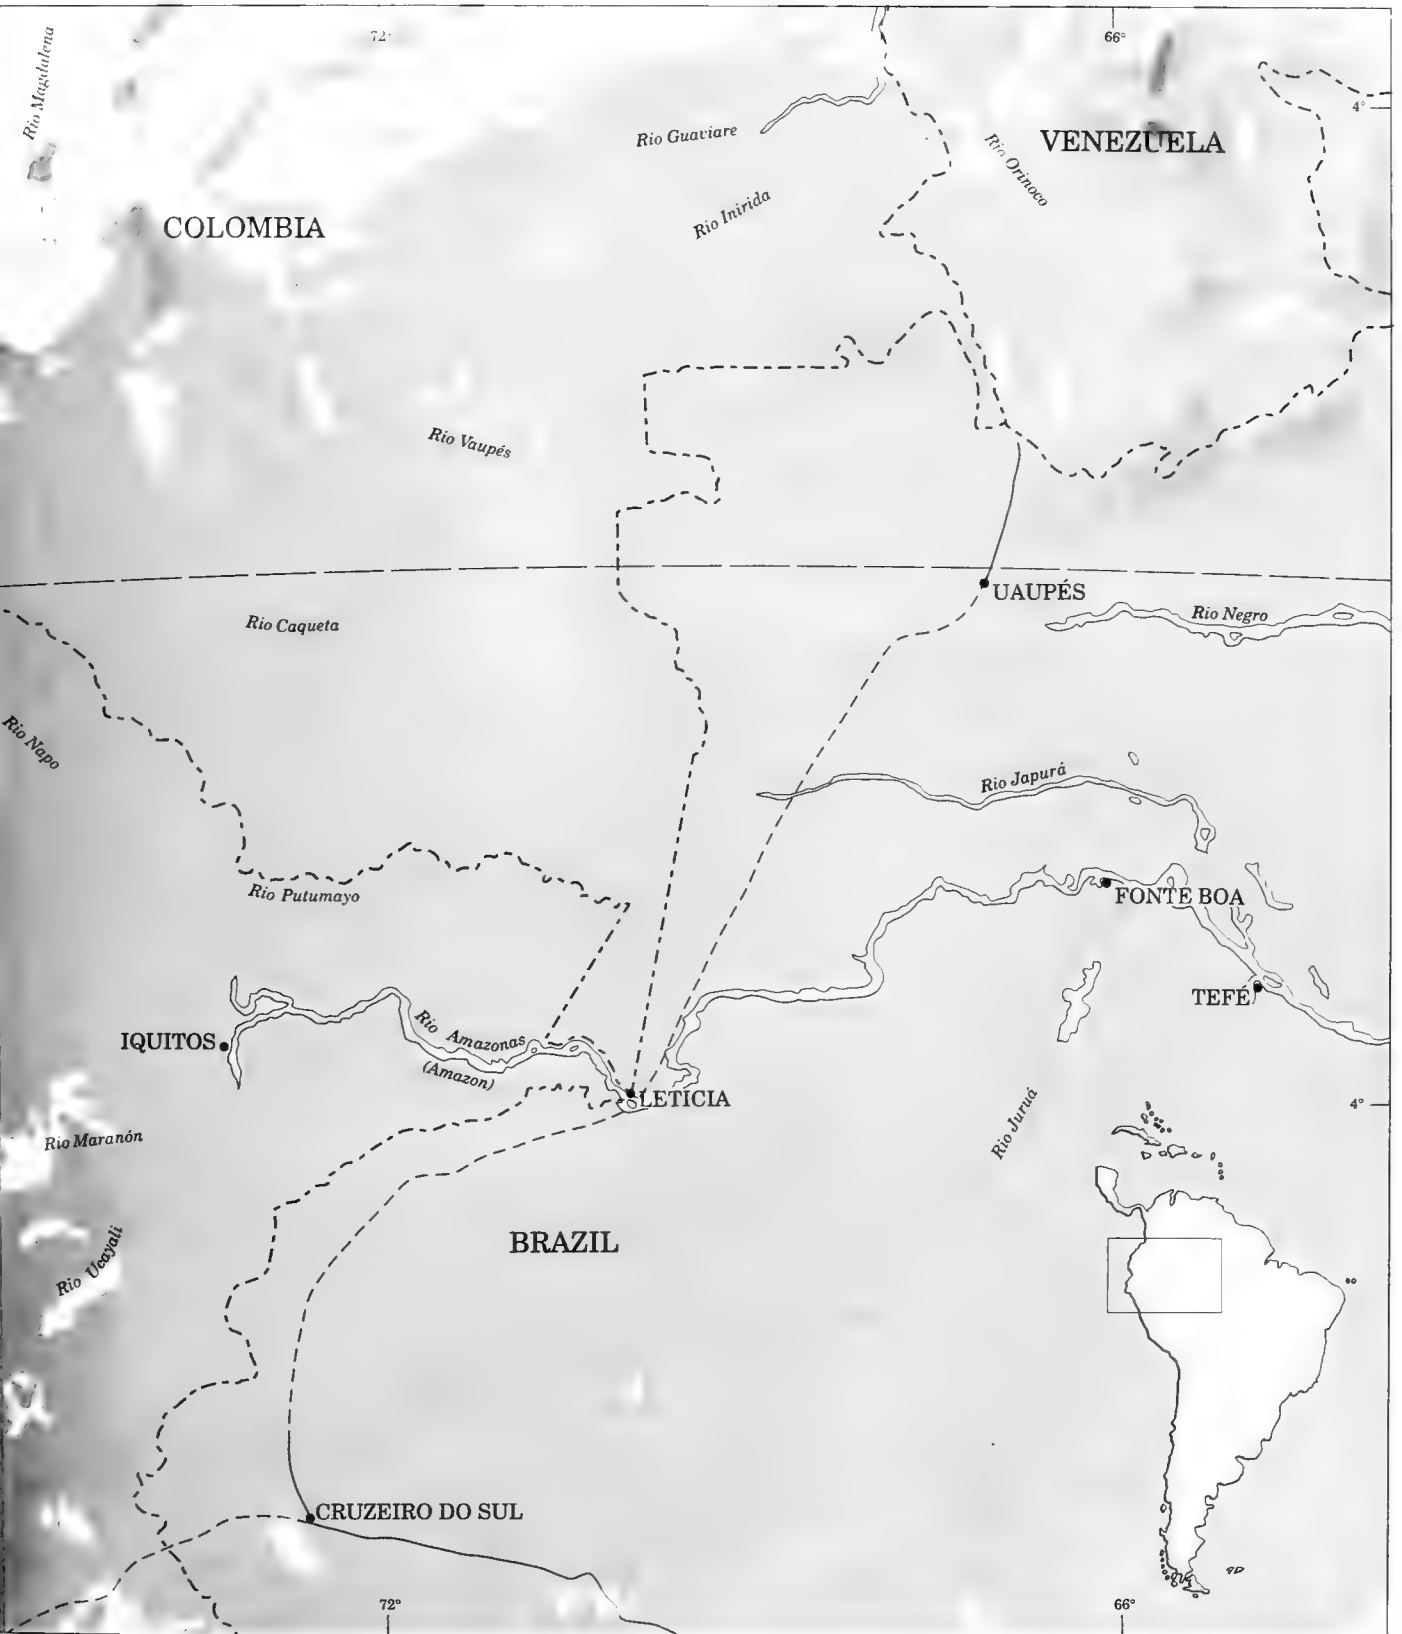 72°
66°
Rio Magdalena
4°
Rio Guaviare
VENEZUELA
Rio Orinoco
Rio Inirida
COLOMBIA
Rio Vaupés
UAUPÉS
Rio Negro
Rio Caqueta
Rio Napo
Rio Japurá
Rio Putumayo
FONTE BOA
TEFÉ
Rio Amazonas
(Amazon)
IQUITOS
LETICIA
4°
Rio Juruá
Rio Maranón
BRAZIL
Rio Ucayali
CRUZEIRO DO SUL
72°
66°